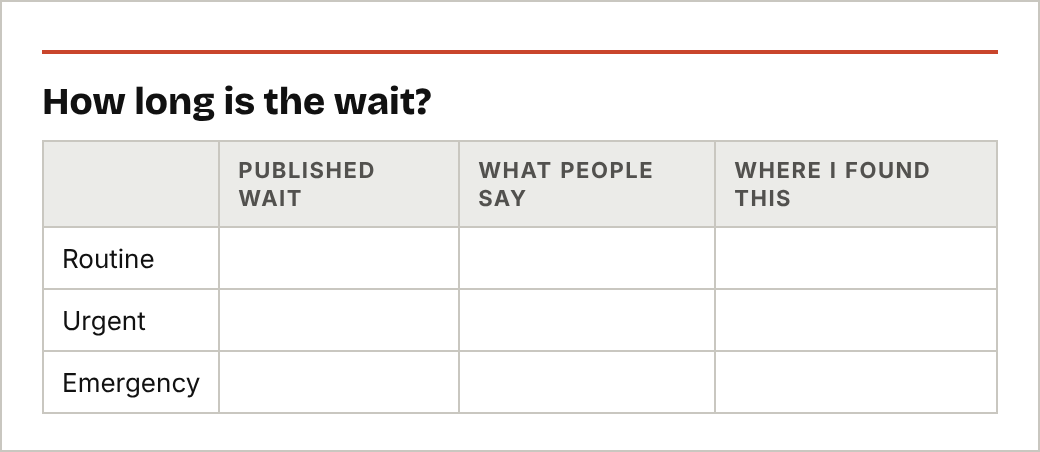 How long is the wait?
PUBLISHED
WAIT
WHAT PEOPLE
SAY
WHERE I FOUND
THIS
Routine
Urgent
Emergency